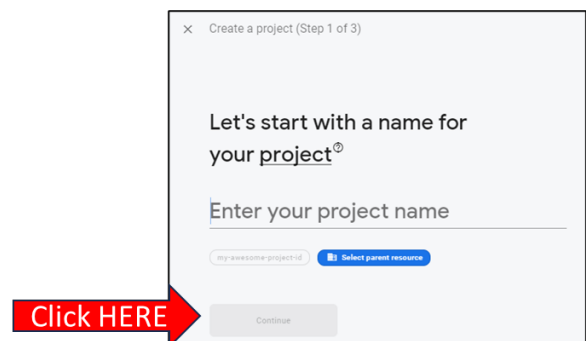 Create a project (Step 1 of 3)
Let's start with a name for
your project
Enter your project name
my-awesome-project-id
Select parent resource
Click HERE
Continue